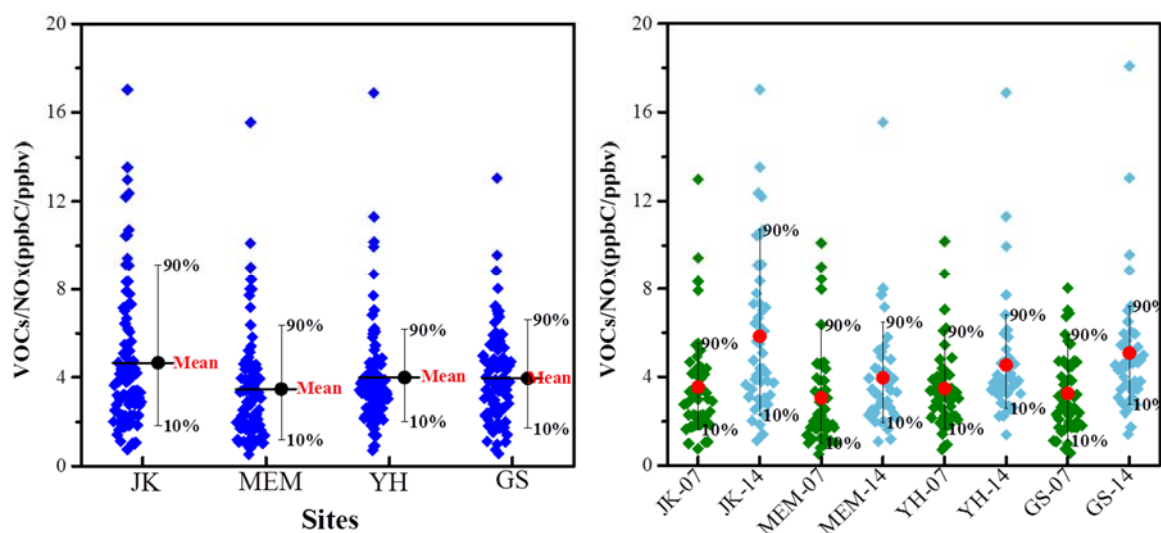 VOCs/NOx(ppbC/ppbv)
20
16
12
8
4
0
90%
Mean
10%
90%
Mean
10%
90%
Mean
10%
90%
Mean
10%
JK
MEM
YH
GS
Sites
VOCs/NOx(ppbC/ppbv)
20
16
12
8
4
0
90%
10%
90%
10%
90%
10%
90%
10%
90%
10%
90%
10%
90%
10%
90%
10%
JK-07
JK-14
MEM-07
MEM-14
YH-07
YH-14
GS-07
GS-14